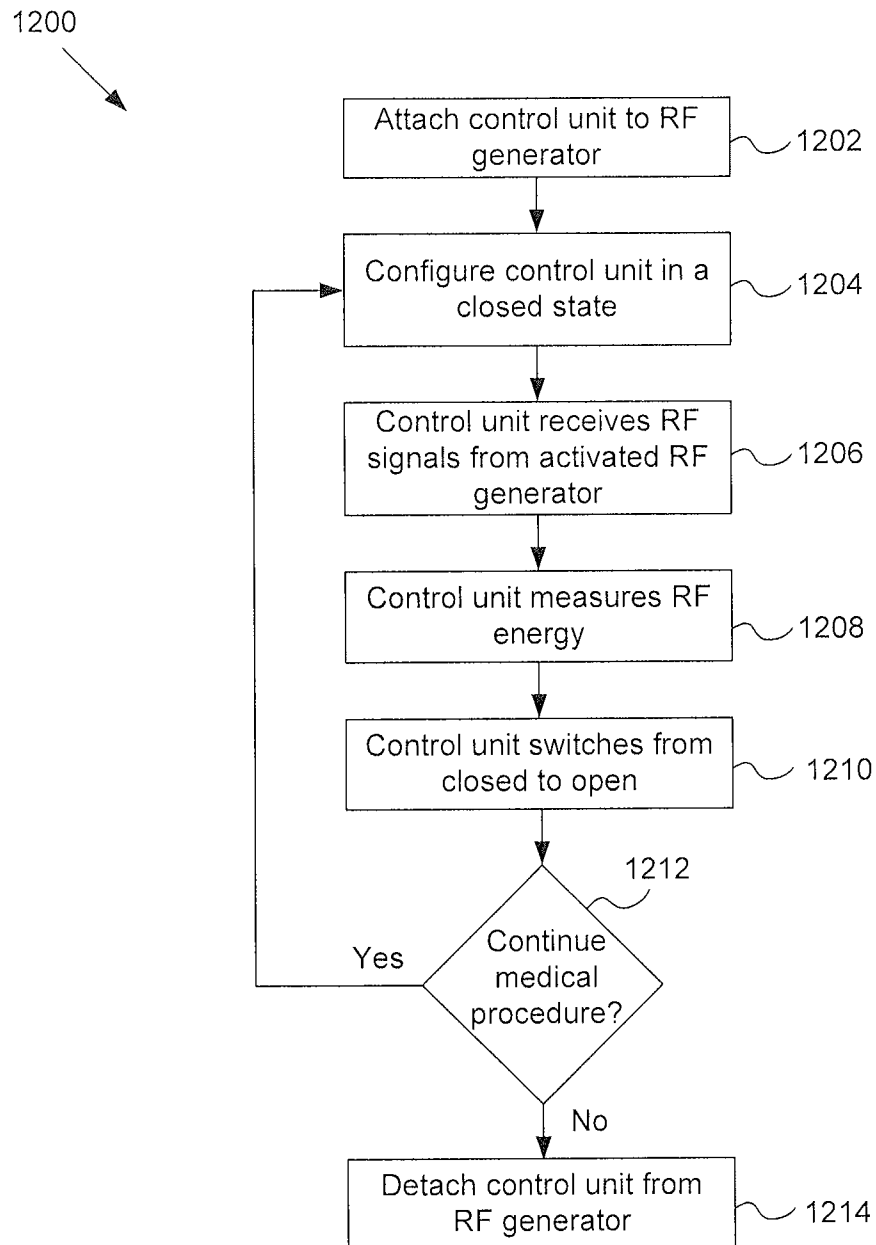 1200
Attach control unit to RF
generator
1202
Configure control unit in a
closed state
1204
Control unit receives RF
signals from activated RF
generator
1206
Control unit measures RF
energy
1208
Control unit switches from
closed to open
1210
1212
Continue
medical
procedure?
Yes
No
Detach control unit from
RF generator
1214